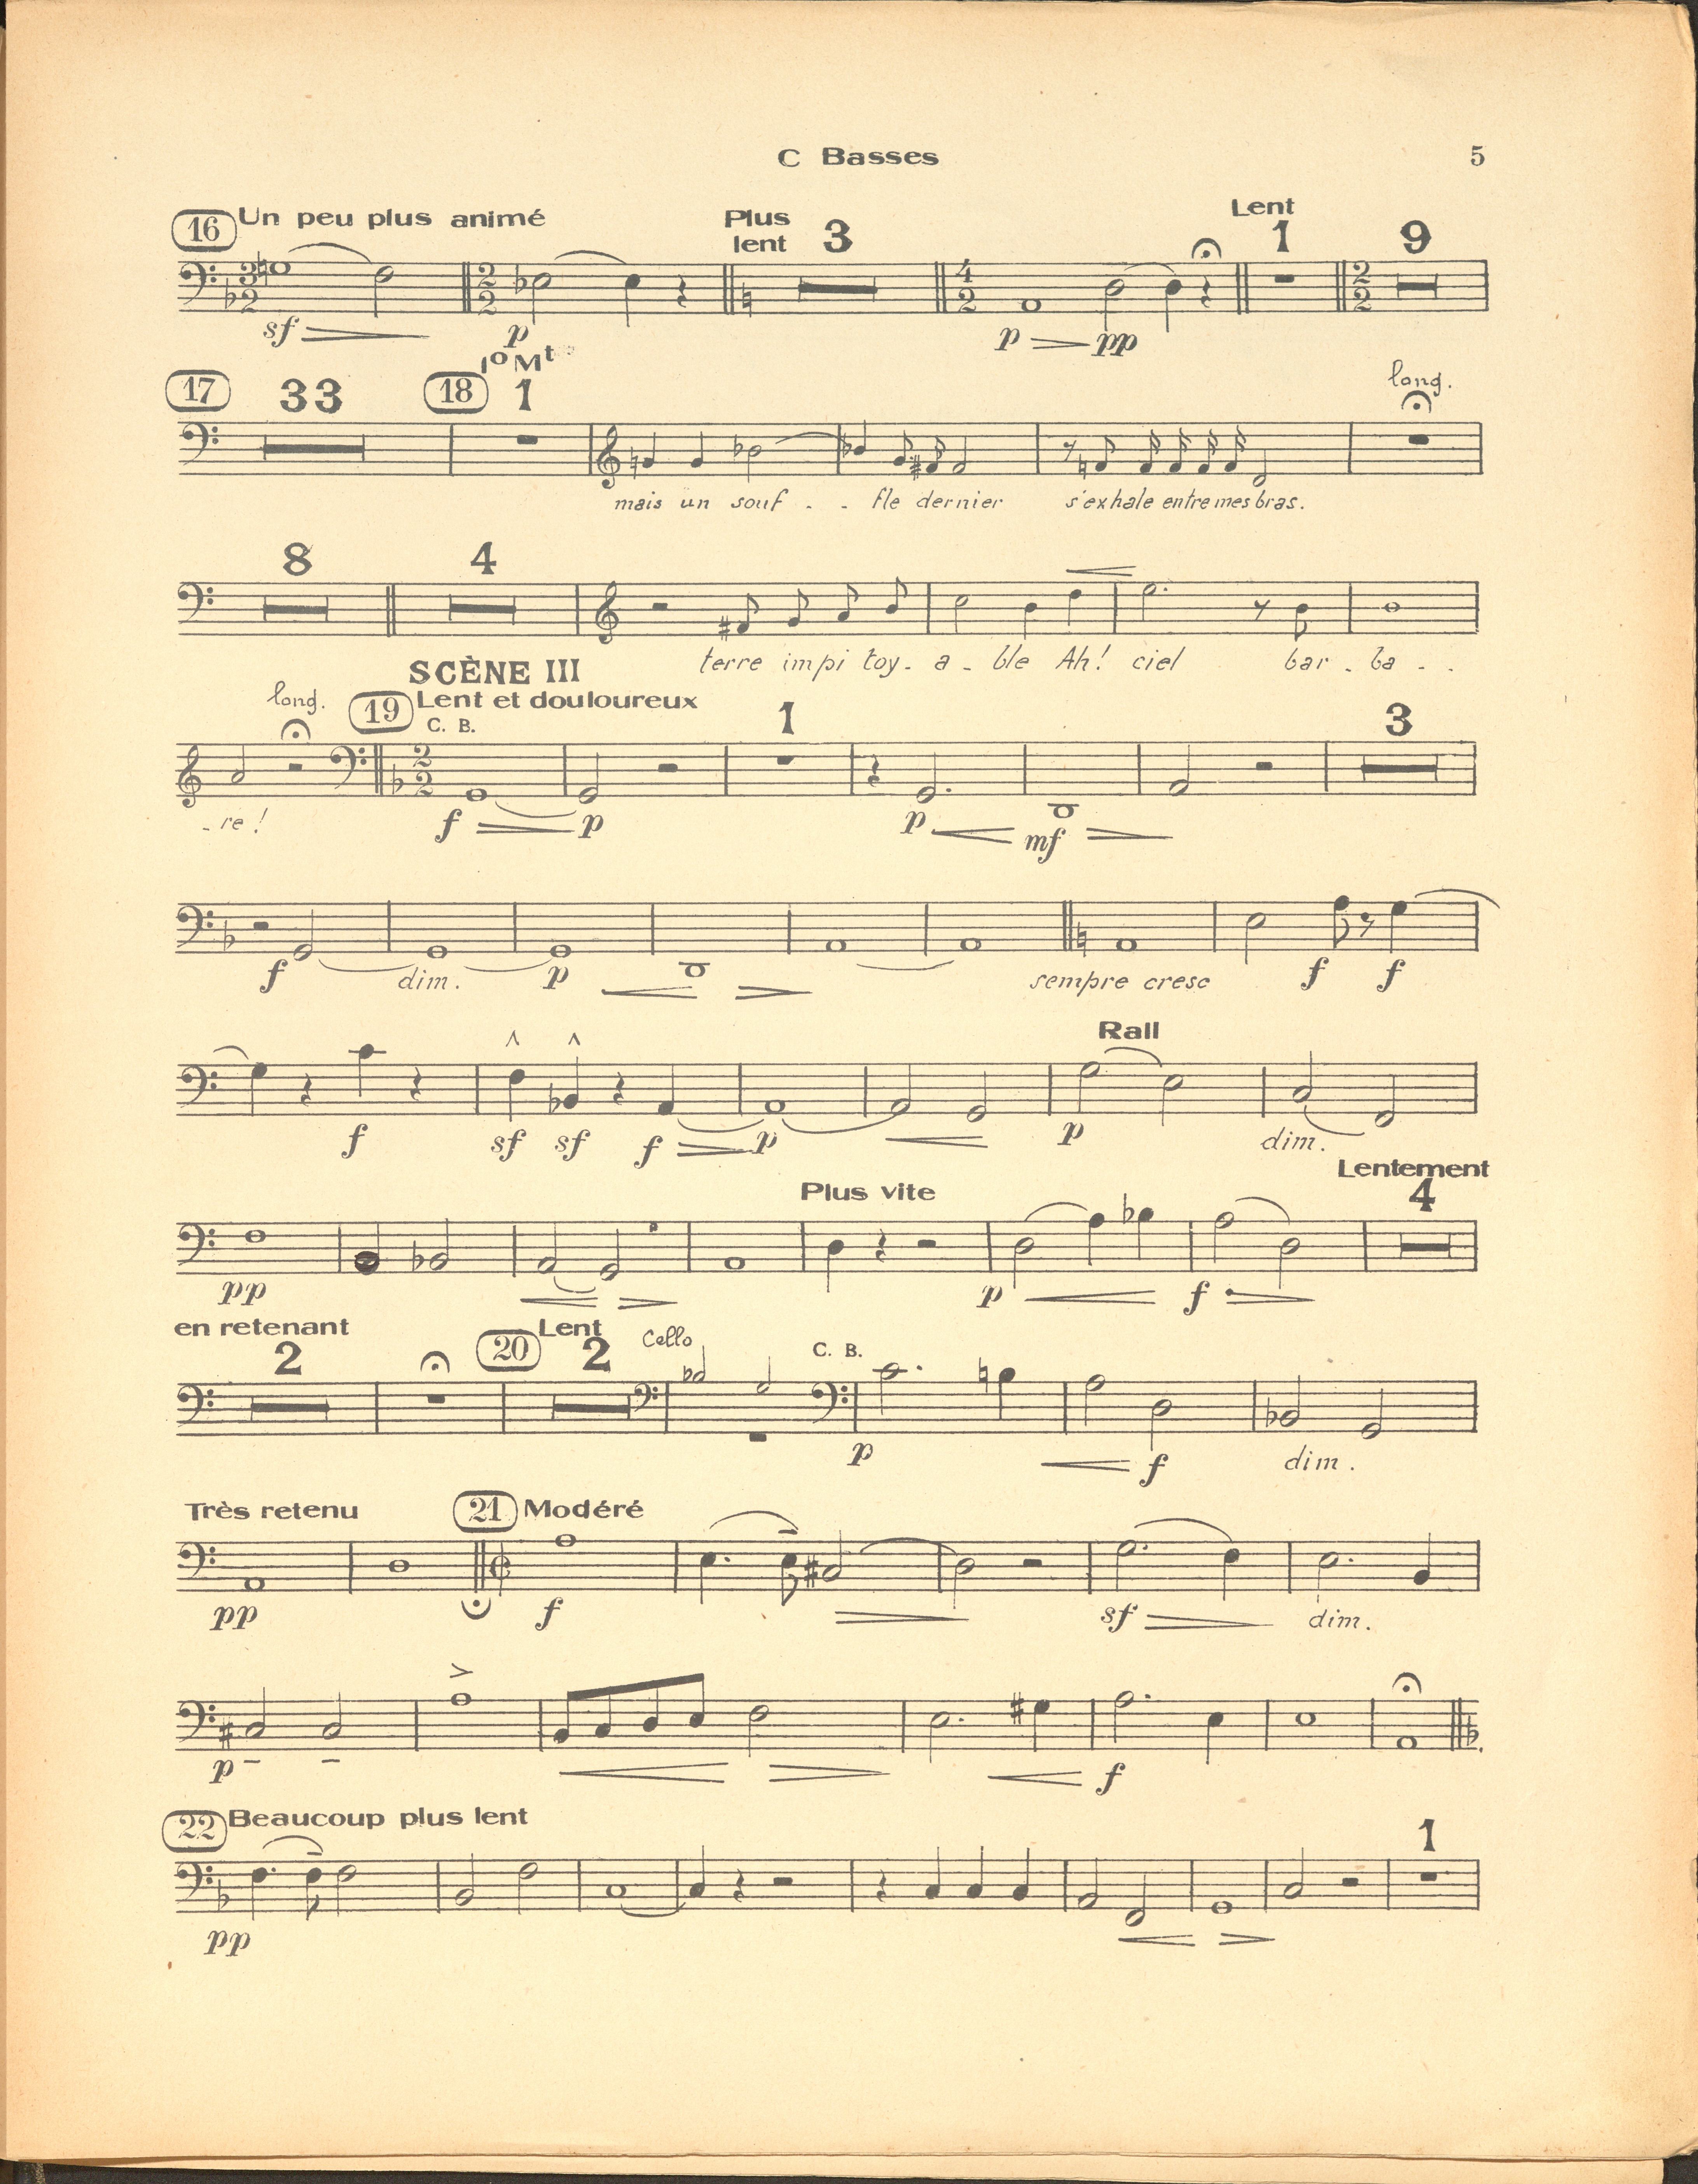 C Basses 5
16 Un peu plus animé Plus lent 3 Lent 1 9
sf p p pp
17 33 18 1º Mt 1 long.
mais un souf - - fle dernier s'exhale entre mes bras.
8 4
terre impi toy - a - ble Ah! ciel bar - ba - -
SCÈNE III
long. 19 Lent et douloureux
C. B. 1 3
- re! f p p mf
f dim. p sempre cresc f f
Rall
f sf sf f p p dim.
Plus vite Lentement 4
pp p f
en retenant 2 20 Lent 2 Cello C. B.
p f dim.
Très retenu 21 Modéré
pp f sf dim.
p f
22 Beaucoup plus lent 1
pp